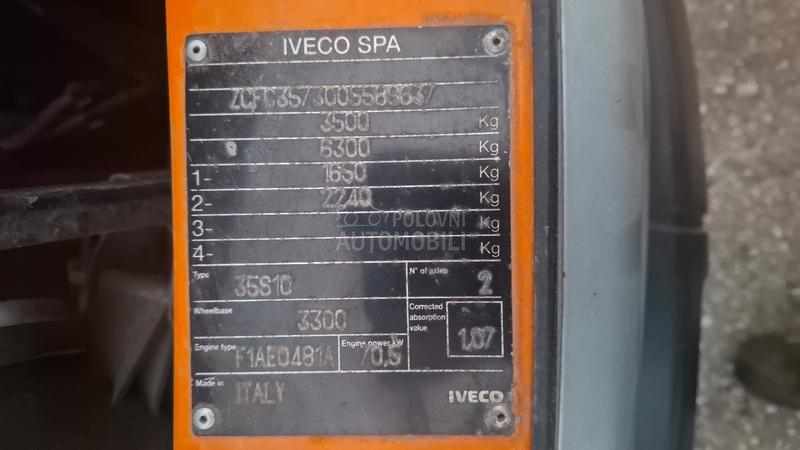 IVECO SPA
ZCFC3573005589637
3500 Kg
6300 Kg
1- 1650 Kg
2- 2240 Kg
3- Kg
4- Kg
POLOVNI
AUTOMOBILI
Type 35S10 N° of axles 2
Wheelbase 3300
Corrected absorption value 1,07
Engine type F1AE0481A Engine power kW 70,5
Made in ITALY IVECO